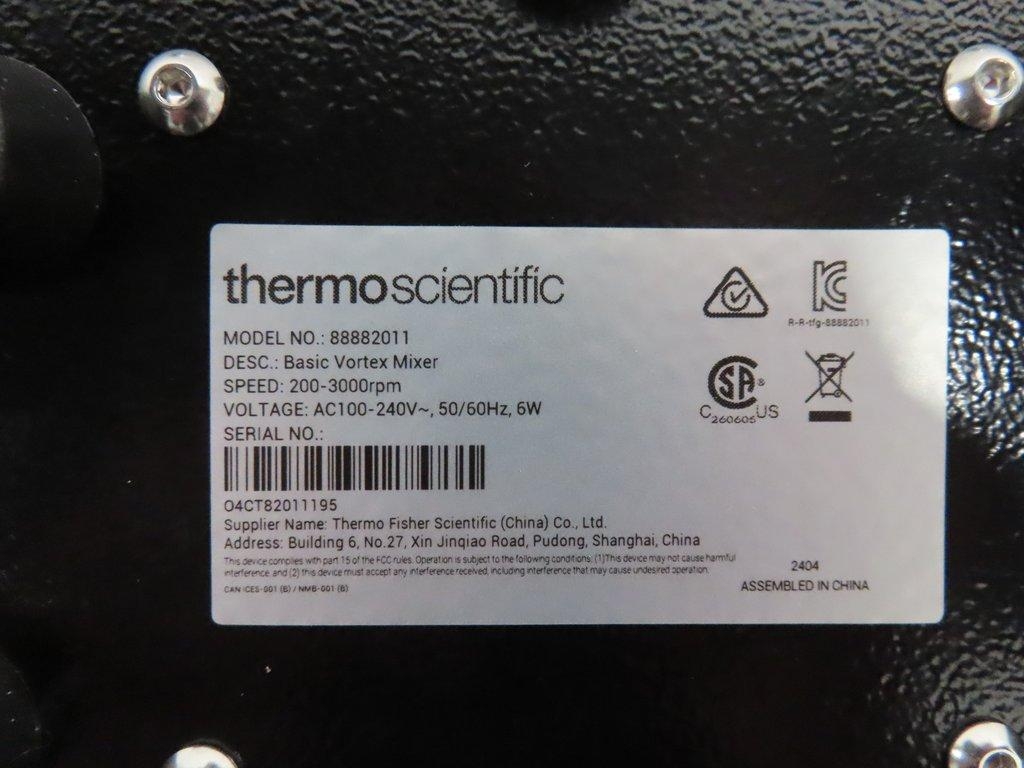 thermo scientific
MODEL NO.: 88882011
DESC.: Basic Vortex Mixer
SPEED: 200-3000rpm
VOLTAGE: AC100-240V~, 50/60Hz, 6W
SERIAL NO.:
04CT82011195
Supplier Name: Thermo Fisher Scientific (China) Co., Ltd.
Address: Building 6, No.27, Xin Jinqiao Road, Pudong, Shanghai, China
This device complies with part 15 of the FCC rules. Operation is subject to the following conditions: (1)This device may not cause harmful
interference, and (2) this device must accept any interference received, including interference that may cause undesired operation.
CAN ICES-001 (B) / NMB-001 (B)
KC
R-R-tfg-88882011
SA®
C US
260605
2404
ASSEMBLED IN CHINA